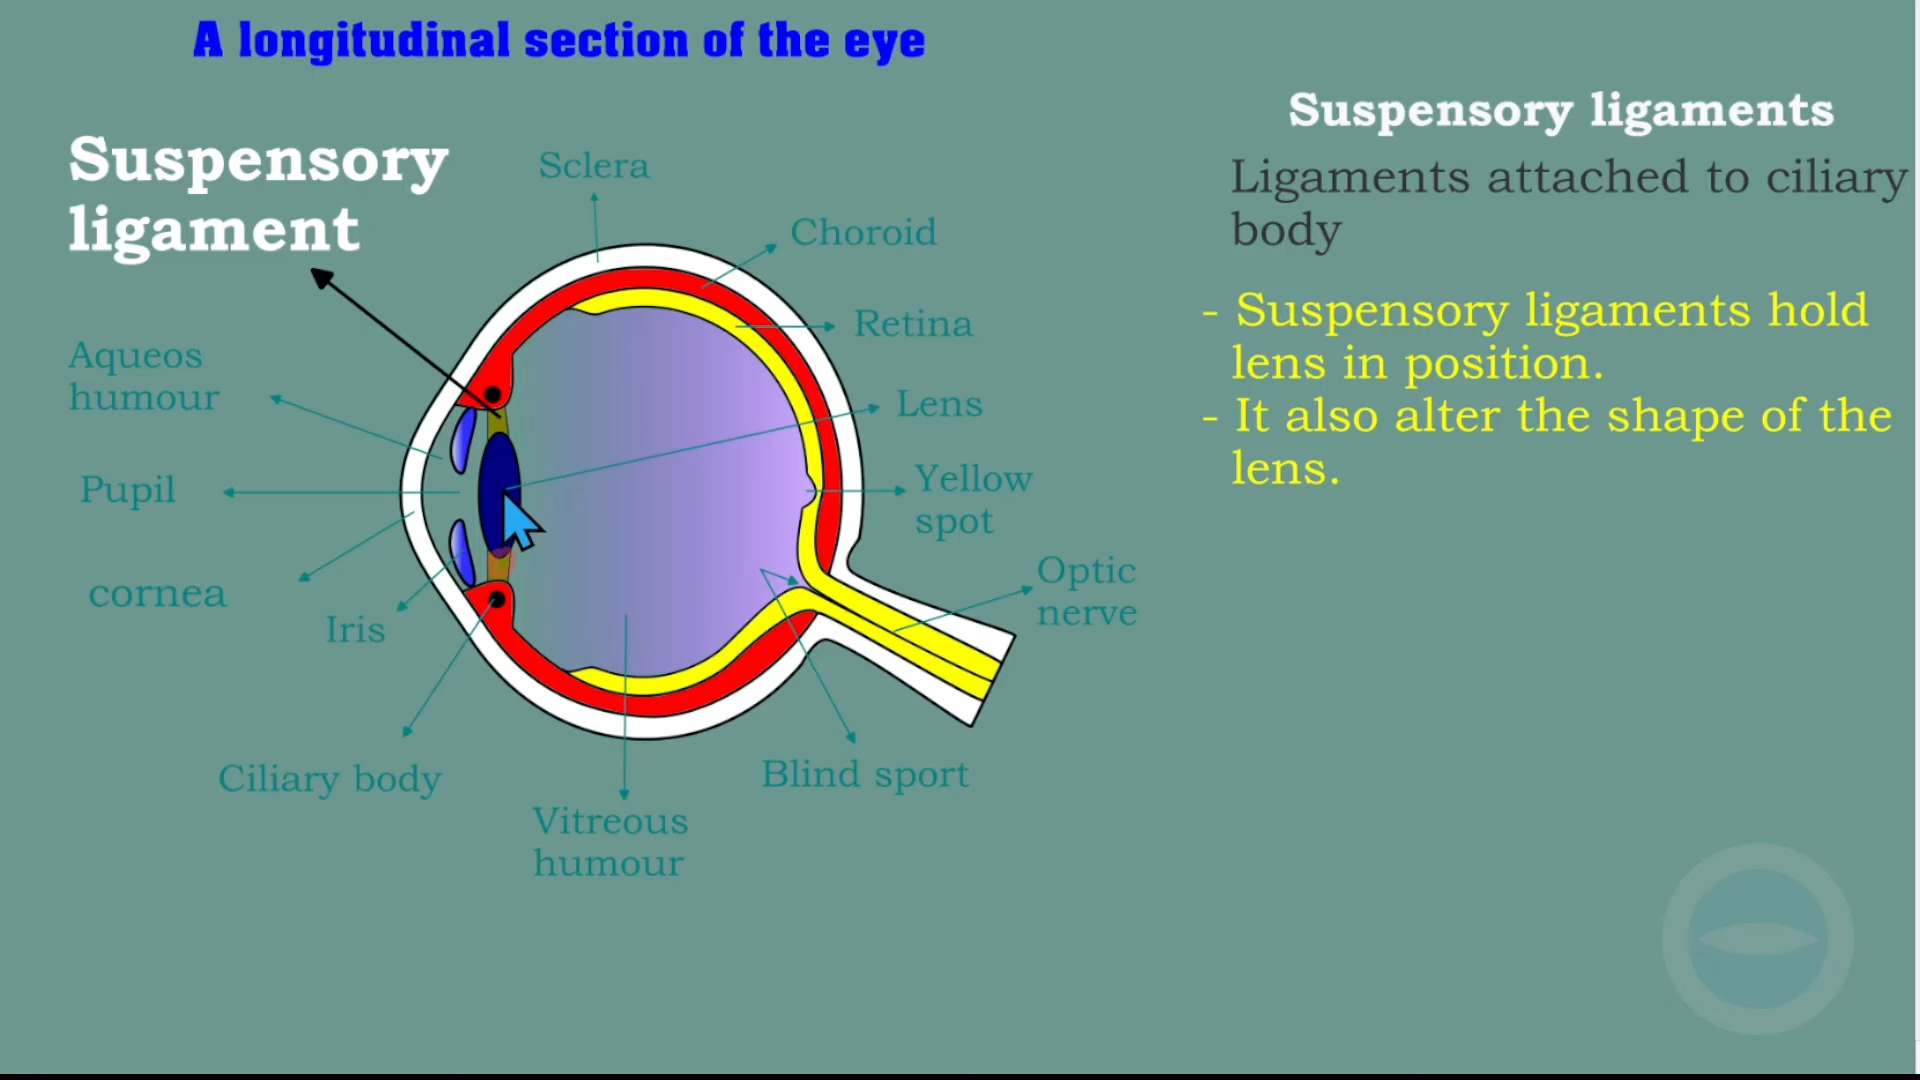 A longitudinal section of the eye
Suspensory
ligament
Sclera
Choroid
Retina
Lens
Yellow
spot
Optic
nerve
Blind sport
Vitreous
humour
Ciliary body
Iris
cornea
Pupil
Aqueos
humour
Suspensory ligaments
Ligaments attached to ciliary
body
- Suspensory ligaments hold
lens in position.
- It also alter the shape of the
lens.